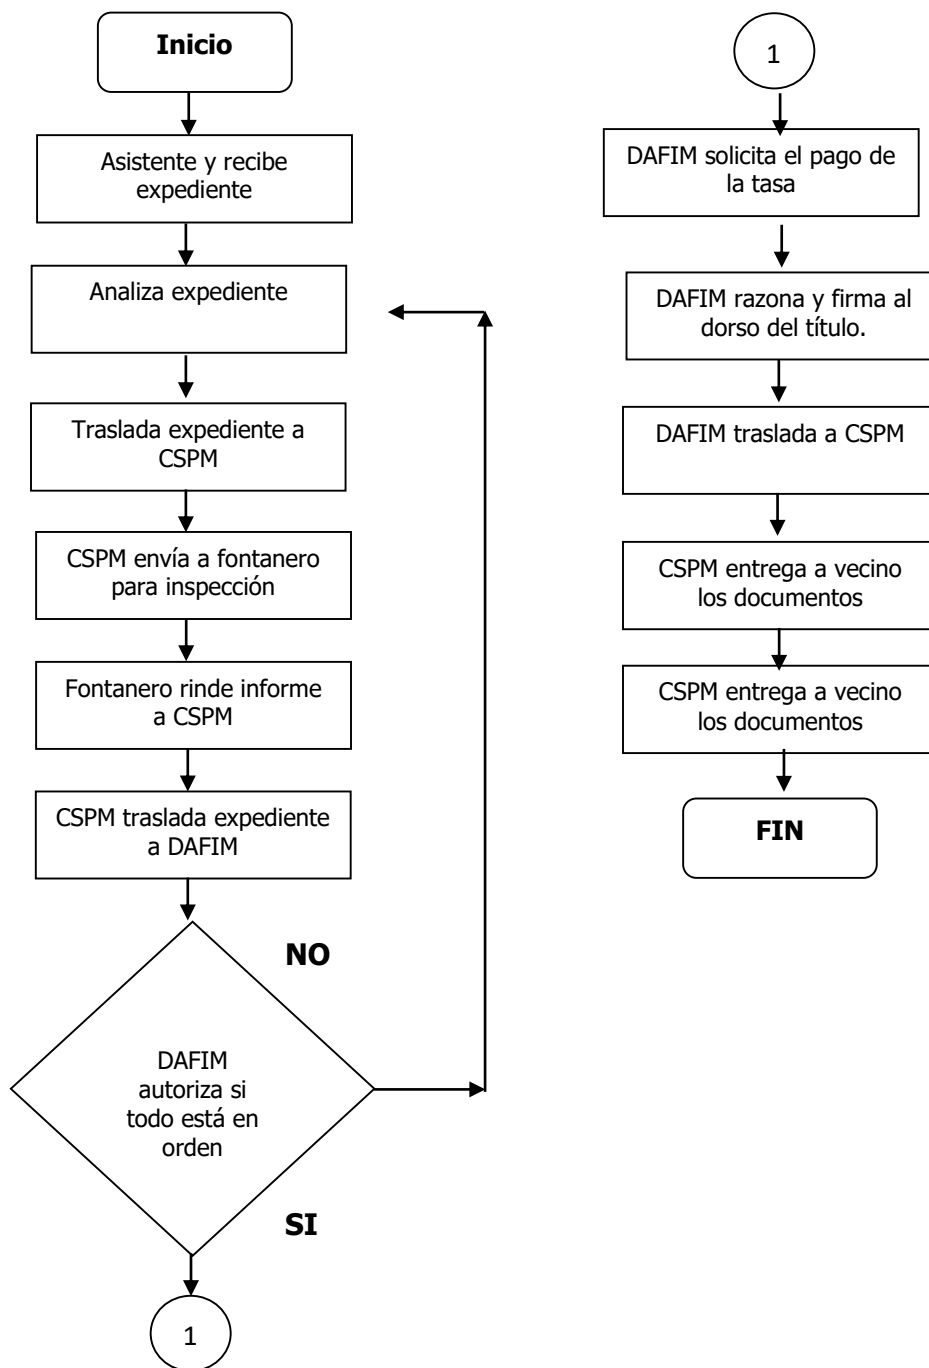 Inicio
Asistente y recibe
expediente
Analiza expediente
Traslada expediente a
CSPM
CSPM envía a fontanero
para inspección
Fontanero rinde informe
a CSPM
CSPM traslada expediente
a DAFIM
NO
DAFIM
autoriza si
todo está en
orden
SI
1
1
DAFIM solicita el pago de
la tasa
DAFIM razona y firma al
dorso del título.
DAFIM traslada a CSPM
CSPM entrega a vecino
los documentos
CSPM entrega a vecino
los documentos
FIN